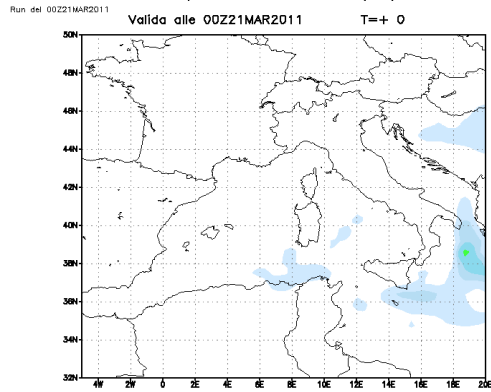 Run del 00Z21MAR2011
Valida alle 00Z21MAR2011 T=+ 0
50N
48N
46N
44N
42N
40N
38N
36N
34N
32N
4W 2W 0 2E 4E 6E 8E 10E 12E 14E 16E 18E 20E